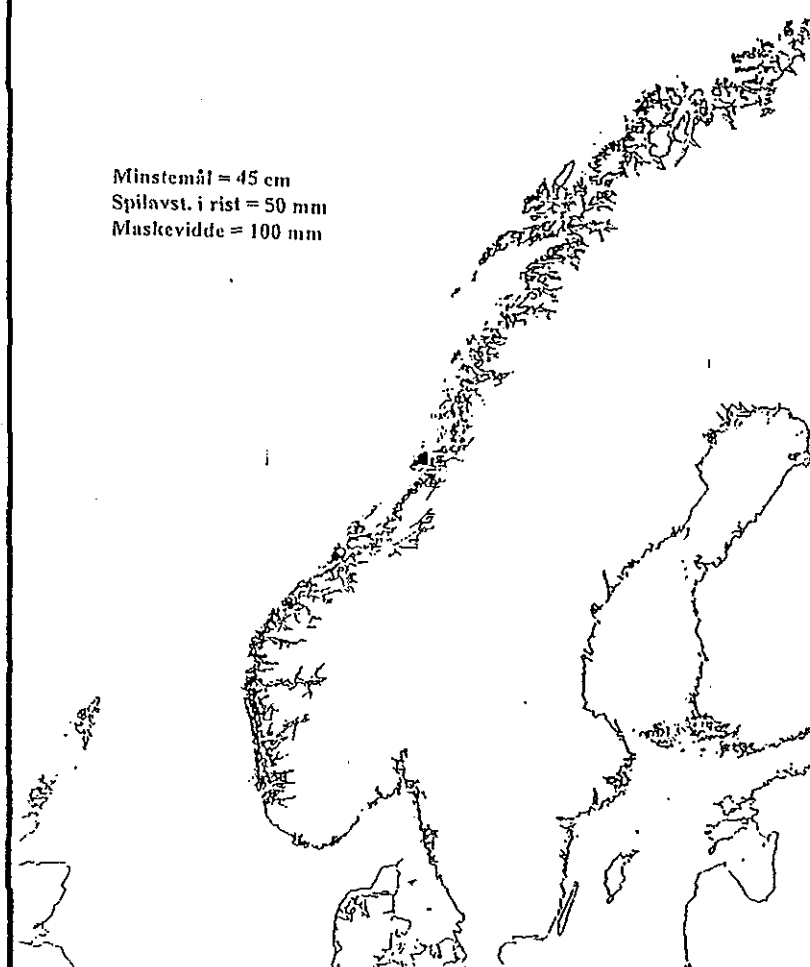 Minstemål = 45 cm
Spilavst. i rist = 50 mm
Maskevidde = 100 mm